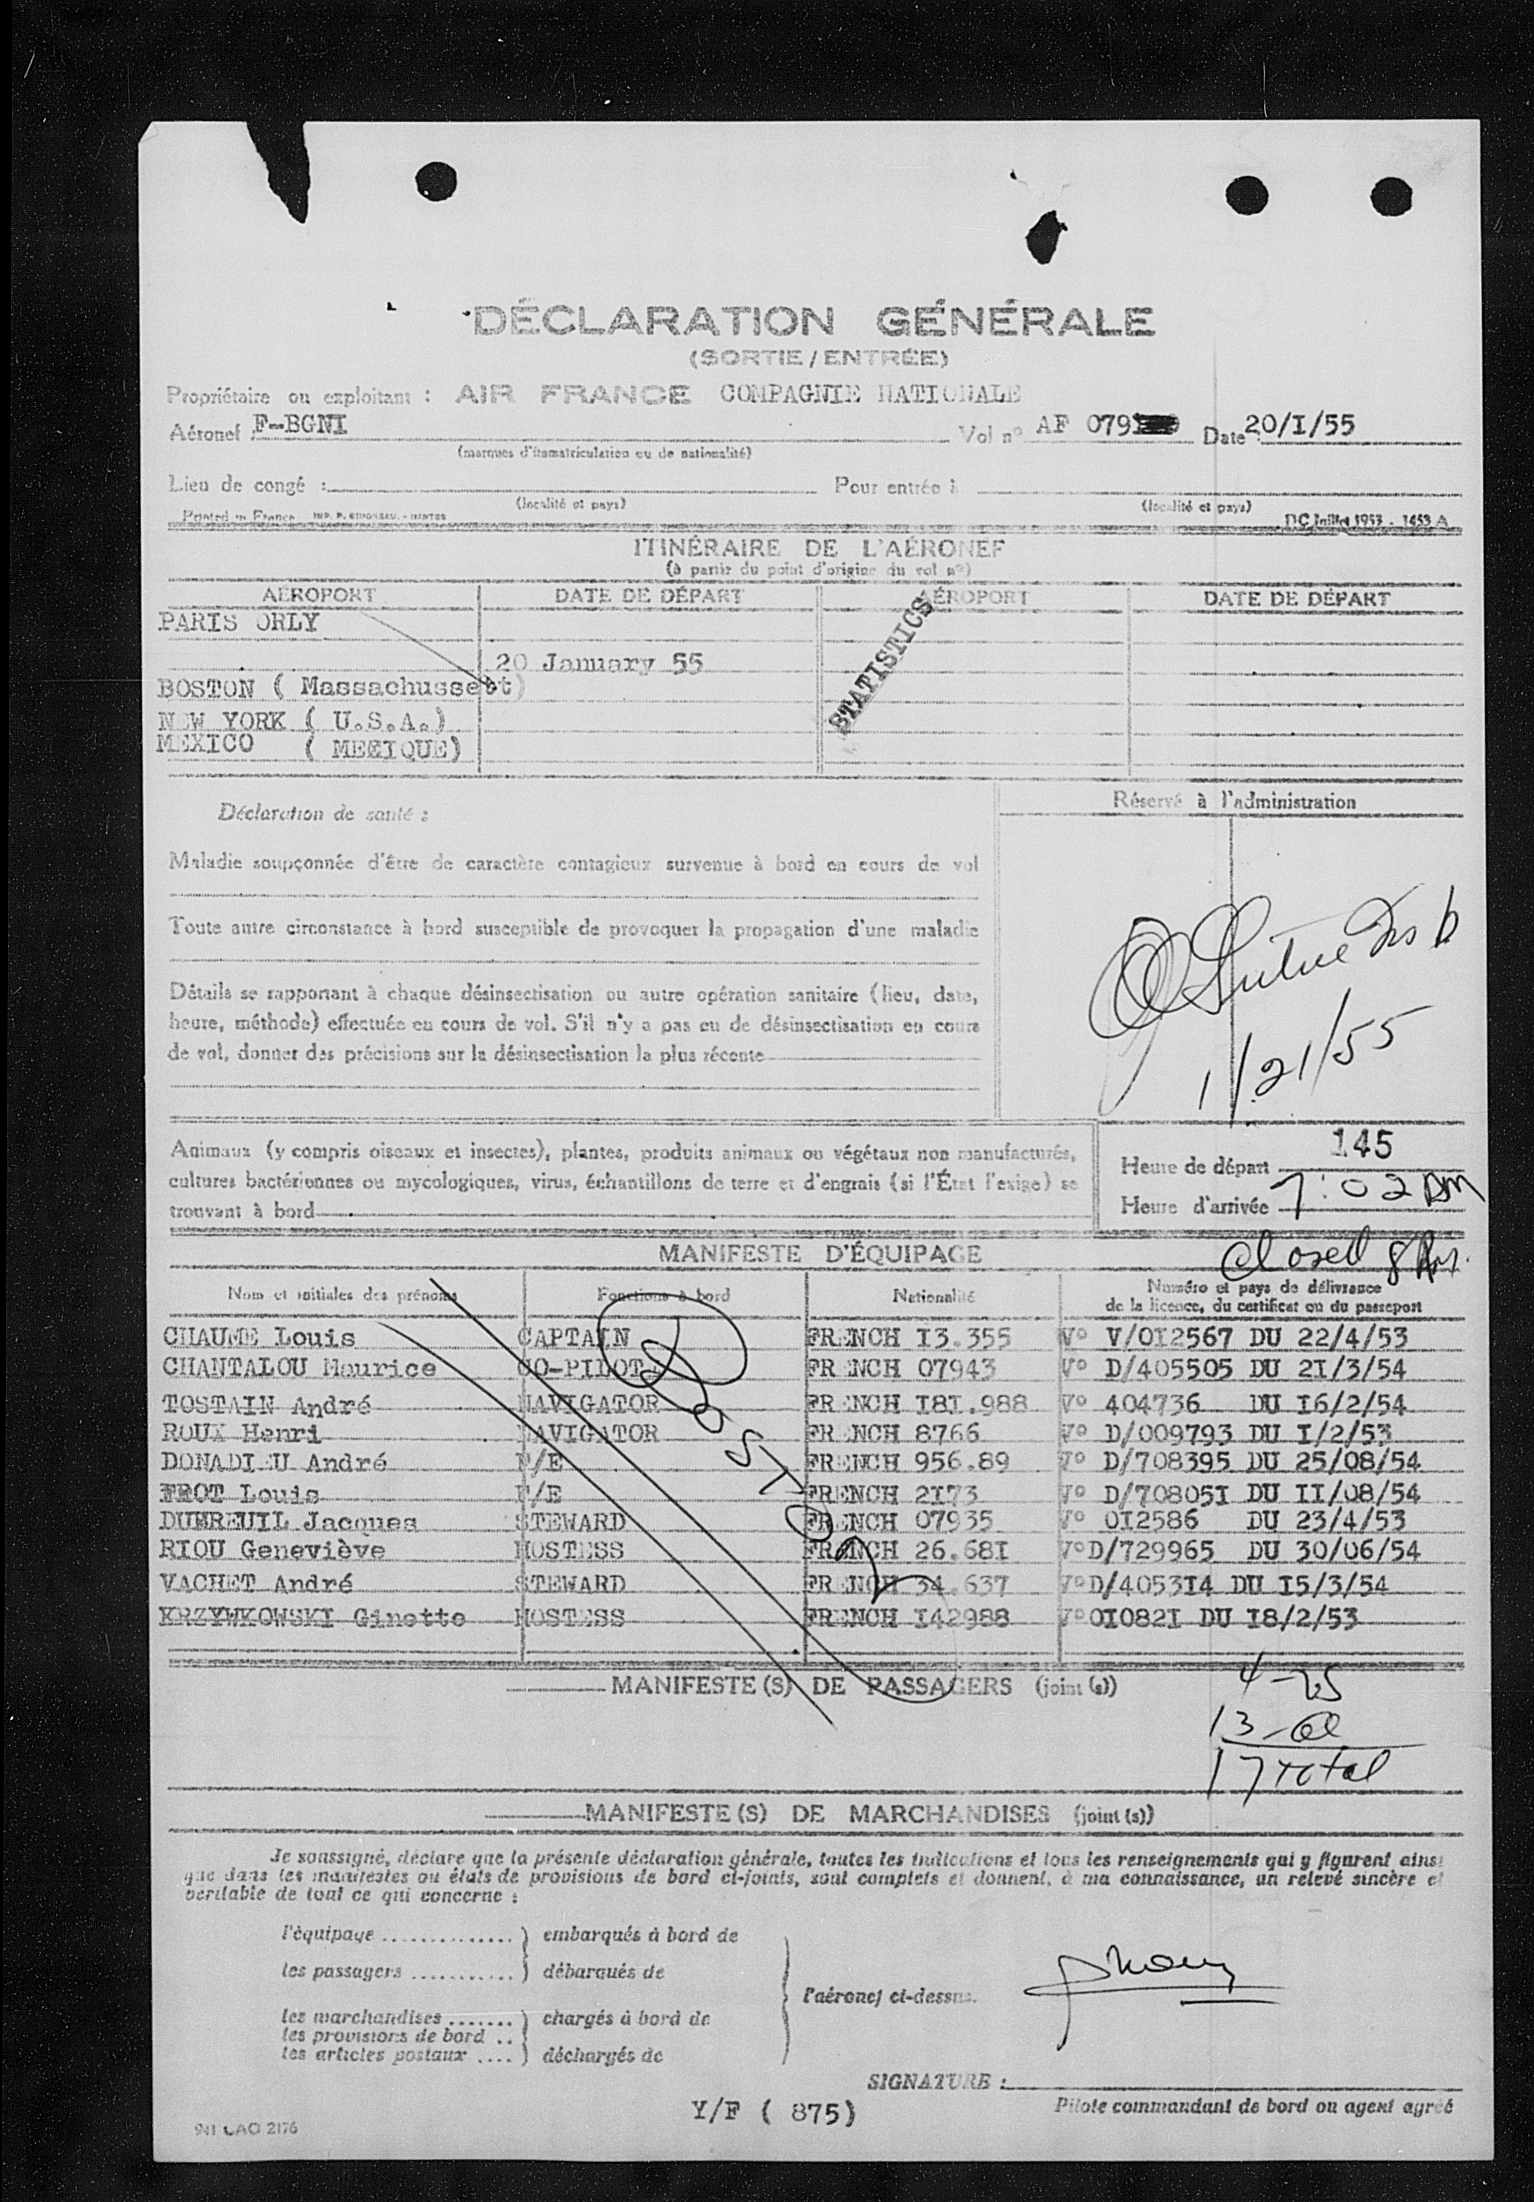 DÉCLARATION GÉNÉRALE
(SORTIE/ENTRÉE)
Propriétaire ou exploitant : AIR FRANCE COMPAGNIE NATIONALE
Aéronef F-BGNI Vol n° AF 079 Date 20/I/55
(marques d'immatriculation ou de nationalité)
Lieu de congé : Pour entrée à
(localité et pays) (localité et pays)
Printed in France IMP. P. - NANTES DC Juillet 1953 - 1453 A
ITINÉRAIRE DE L'AÉRONEF
(à partir du point d'origine du vol n°)
AÉROPORT DATE DE DÉPART AÉROPORT DATE DE DÉPART
PARIS ORLY
20 January 55
STATISTICS
BOSTON ( Massachussett)
NEW YORK ( U.S.A.)
MEXICO ( MEXIQUE)
Déclaration de santé :
Réservé à l'administration
Maladie soupçonnée d'être de caractère contagieux survenue à bord en cours de vol
Toute autre circonstance à bord susceptible de provoquer la propagation d'une maladie
Détails se rapportant à chaque désinsectisation ou autre opération sanitaire (lieu, date,
heure, méthode) effectuée en cours de vol. S'il n'y a pas eu de désinsectisation en cours
de vol, donner des précisions sur la désinsectisation la plus récente
1/21/55
Animaux (y compris oiseaux et insectes), plantes, produits animaux ou végétaux non manufacturés,
cultures bactériennes ou mycologiques, virus, échantillons de terre et d'engrais (si l'État l'exige) se
trouvant à bord
Heure de départ 145
Heure d'arrivée 7:02 AM
Closed 8 AM.
MANIFESTE D'ÉQUIPAGE
Nom et initiales des prénoms Fonctions à bord Nationalité Numéro et pays de délivrance
de la licence, du certificat ou du passeport
CHAUME Louis CAPTAIN FRENCH I3.355 V° V/0I2567 DU 22/4/53
CHANTALOU Maurice CO-PILOT FRENCH 07943 V° D/405505 DU 2I/3/54
TOSTAIN André NAVIGATOR FRENCH I8I.988 V° 404736 DU I6/2/54
ROUX Henri NAVIGATOR FRENCH 8766 V° D/009793 DU I/2/53
DONADIEU André F/E FRENCH 956.89 V° D/708395 DU 25/08/54
FROT Louis F/E FRENCH 2I73 V° D/70805I DU II/08/54
DUBREUIL Jacques STEWARD FRENCH 07935 V° 0I2586 DU 23/4/53
RIOU Geneviève HOSTESS FRENCH 26.68I V°D/729965 DU 30/06/54
VACHET André STEWARD FRENCH 34.637 V°D/4053I4 DU I5/3/54
KRZYWKOWSKI Ginette HOSTESS FRENCH I42988 V°0I082I DU I8/2/53
MANIFESTE(S) DE PASSAGERS (joint (s))
4-US
13-al
17 total
MANIFESTE(S) DE MARCHANDISES (joint (s))
Je soussigné, déclare que la présente déclaration générale, toutes les indications et tous les renseignements qui y figurent ainsi
que dans les manifestes ou états de provisions de bord ci-joints, sont complets et donnent, à ma connaissance, un relevé sincère et
véritable de tout ce qui concerne :
l'équipage .............. ) embarqués à bord de
les passagers ........... ) débarqués de
l'aéronef ci-dessus.
les marchandises ....... ) chargés à bord de
les provisions de bord ..
les articles postaux .... ) déchargés de
SIGNATURE :
Pilote commandant de bord ou agent agréé
Y/F ( 875)
941 CAO 2176